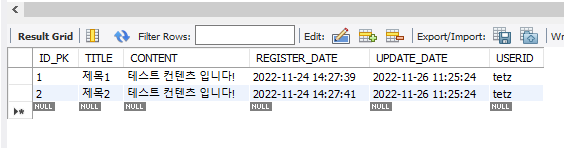 Result Grid Filter Rows: Edit: Export/Import:
ID_PK TITLE CONTENT REGISTER_DATE UPDATE_DATE USERID
1 제목1 테스트 컨텐츠 입니다! 2022-11-24 14:27:39 2022-11-26 11:25:24 tetz
2 제목2 테스트 컨텐츠 입니다! 2022-11-24 14:27:41 2022-11-26 11:25:24 tetz
NULL NULL NULL NULL NULL NULL